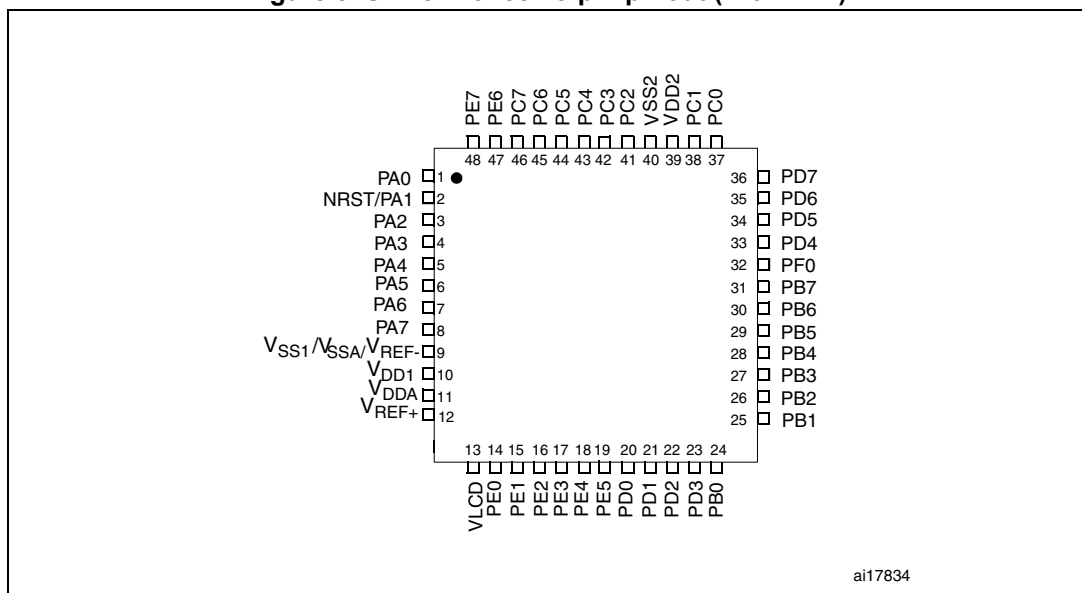 PE7 PE6 PC7 PC6 PC5 PC4 PC3 PC2 VSS2 VDD2 PC1 PC0
48 47 46 45 44 43 42 41 40 39 38 37
PA0 1 36 PD7
NRST/PA1 2 35 PD6
PA2 3 34 PD5
PA3 4 33 PD4
PA4 5 32 PF0
PA5 6 31 PB7
PA6 7 30 PB6
PA7 8 29 PB5
VSS1/VSSA/VREF- 9 28 PB4
VDD1 10 27 PB3
VDDA 11 26 PB2
VREF+ 12 25 PB1
13 14 15 16 17 18 19 20 21 22 23 24
VLCD PE0 PE1 PE2 PE3 PE4 PE5 PD0 PD1 PD2 PD3 PB0
ai17834